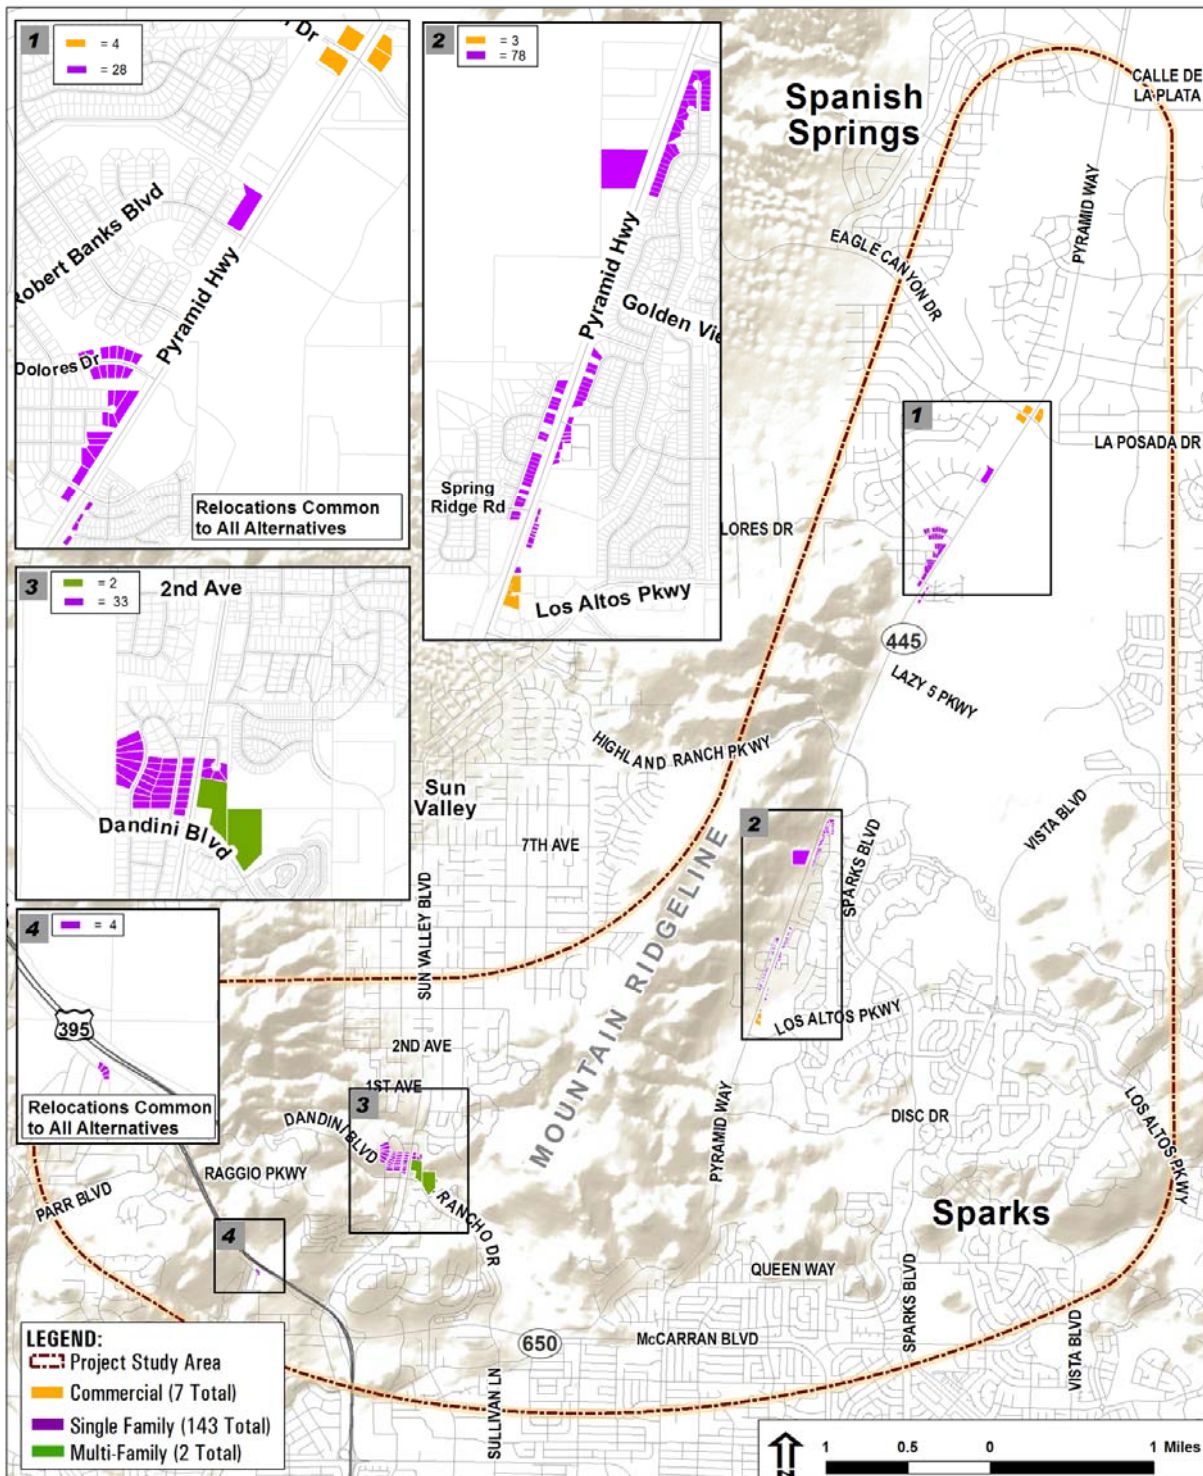 1
= 4
= 28
Dr
Robert Banks Blvd
Pyramid Hwy
Dolores Dr
Relocations Common
to All Alternatives
2
= 3
= 78
Pyramid Hwy
Golden Vie
Spring
Ridge Rd
Los Altos Pkwy
3
= 2
= 33
2nd Ave
Dandini Blvd
4
= 4
395
Relocations Common
to All Alternatives
Spanish
Springs
CALLE DE
LA PLATA
PYRAMID WAY
EAGLE CANYON DR
1
LA POSADA DR
LORES DR
445
LAZY 5 PKWY
HIGHLAND RANCH PKWY
Sun
Valley
7TH AVE
2
SPARKS BLVD
VISTA BLVD
SUN VALLEY BLVD
MOUNTAIN RIDGELINE
LOS ALTOS PKWY
2ND AVE
1ST AVE
3
DANDINI BLVD
RAGGIO PKWY
PARR BLVD
RANCHO DR
PYRAMID WAY
DISC DR
LOS ALTOS PKWY
Sparks
4
QUEEN WAY
SPARKS BLVD
650
McCARRAN BLVD
VISTA BLVD
SULLIVAN LN
LEGEND:
Project Study Area
Commercial (7 Total)
Single Family (143 Total)
Multi-Family (2 Total)
N
1 0.5 0 1 Miles